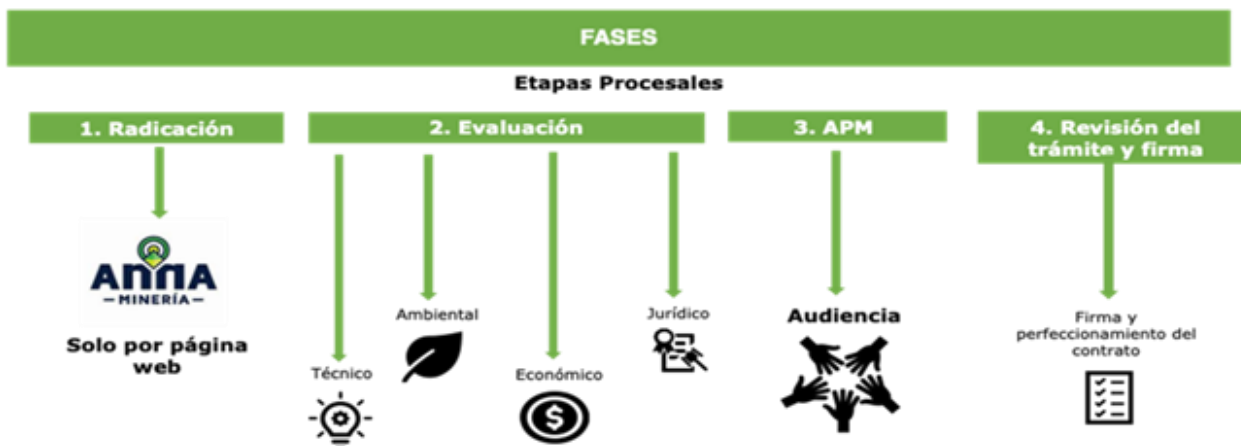 FASES
Etapas Procesales
1. Radicación
2. Evaluación
3. APM
4. Revisión del
trámite y firma
ANNA
—MINERÍA—
Solo por página
web
Técnico
Ambiental
Económico
$
Jurídico
Audiencia
Firma y
perfeccionamiento del
contrato